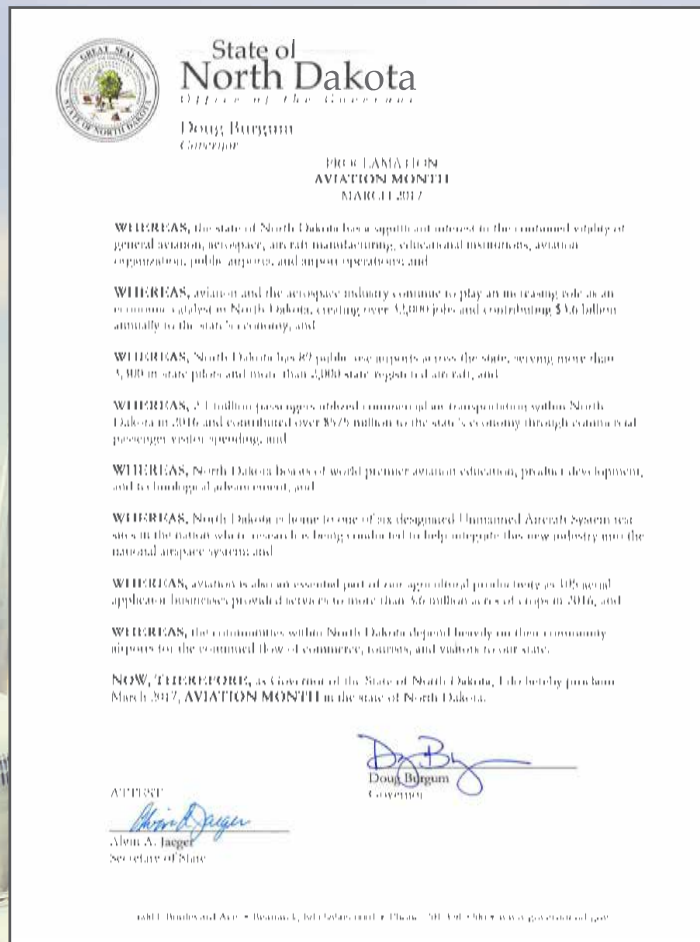 GREAT SEAL
STATE OF NORTH DAKOTA
State of
North Dakota
Office of the Governor
Doug Burgum
Governor
PROCLAMATION
AVIATION MONTH
MARCH 2017
WHEREAS, the state of North Dakota has a significant interest in the continued vitality of
general aviation, aerospace, aircraft manufacturing, educational institutions, aviation
organization, public airports, and airport operations; and
WHEREAS, aviation and the aerospace industry continue to play an increasing role as an
economic catalyst in North Dakota, creating over jobs and contributing $3.6 billion
annually to the state's economy; and
WHEREAS, North Dakota has 89 public use airports across the state, serving more than
in state pilots and more than 2,000 state registered aircraft; and
WHEREAS, million passengers utilized commercial air transportation within North
Dakota in 2016 and contributed over $575 million to the state's economy through commercial
passenger visitor spending; and
WHEREAS, North Dakota boasts of world premier aviation education, product development,
and technological advancement; and
WHEREAS, North Dakota is home to one of six designated Unmanned Aircraft System test
sites in the nation where research is being conducted to help integrate this new industry into the
national airspace system; and
WHEREAS, aviation is also an essential part of our agricultural productivity as 105 aerial
applicator businesses provided services to more than 3.6 million acres of crops in 2016; and
WHEREAS, the communities within North Dakota depend heavily on their community
airports for the continued flow of commerce, tourists, and visitors to our state.
NOW, THEREFORE, as Governor of the State of North Dakota, I do hereby proclaim
March 2017, AVIATION MONTH in the state of North Dakota.
Doug Burgum
Governor
ATTEST
Alvin A. Jaeger
Alvin A. Jaeger
Secretary of State
Boulevard Ave • Bismarck, • Phone •